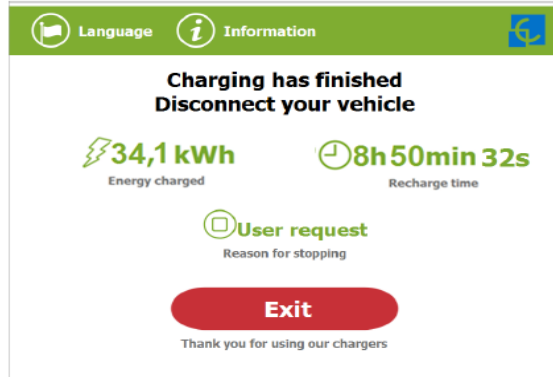 Language
Information
Charging has finished
Disconnect your vehicle
34,1 kWh
8h 50min 32s
Energy charged
Recharge time
User request
Reason for stopping
Exit
Thank you for using our chargers